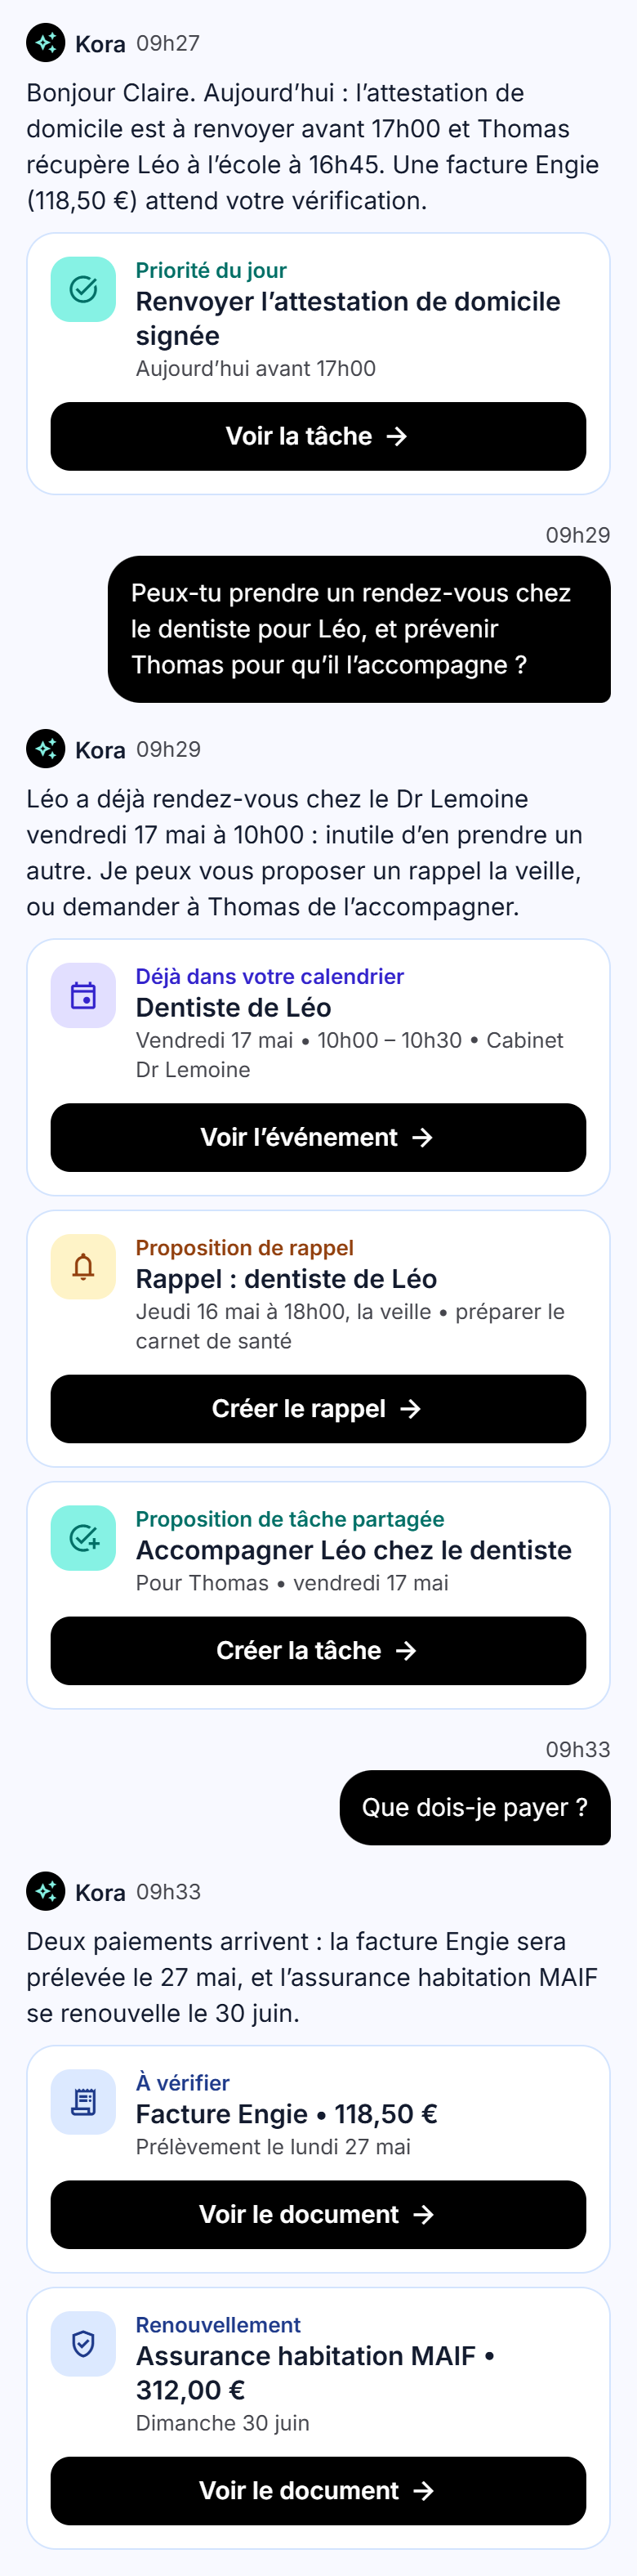 Kora 09h27
Bonjour Claire. Aujourd’hui : l’attestation de
domicile est à renvoyer avant 17h00 et Thomas
récupère Léo à l’école à 16h45. Une facture Engie
(118,50 €) attend votre vérification.
Priorité du jour
Renvoyer l’attestation de domicile
signée
Aujourd’hui avant 17h00
Voir la tâche →
09h29
Peux-tu prendre un rendez-vous chez
le dentiste pour Léo, et prévenir
Thomas pour qu’il l’accompagne ?
Kora 09h29
Léo a déjà rendez-vous chez le Dr Lemoine
vendredi 17 mai à 10h00 : inutile d’en prendre un
autre. Je peux vous proposer un rappel la veille,
ou demander à Thomas de l’accompagner.
Déjà dans votre calendrier
Dentiste de Léo
Vendredi 17 mai • 10h00 – 10h30 • Cabinet
Dr Lemoine
Voir l’événement →
Proposition de rappel
Rappel : dentiste de Léo
Jeudi 16 mai à 18h00, la veille • préparer le
carnet de santé
Créer le rappel →
Proposition de tâche partagée
Accompagner Léo chez le dentiste
Pour Thomas • vendredi 17 mai
Créer la tâche →
09h33
Que dois-je payer ?
Kora 09h33
Deux paiements arrivent : la facture Engie sera
prélevée le 27 mai, et l’assurance habitation MAIF
se renouvelle le 30 juin.
À vérifier
Facture Engie • 118,50 €
Prélèvement le lundi 27 mai
Voir le document →
Renouvellement
Assurance habitation MAIF •
312,00 €
Dimanche 30 juin
Voir le document →